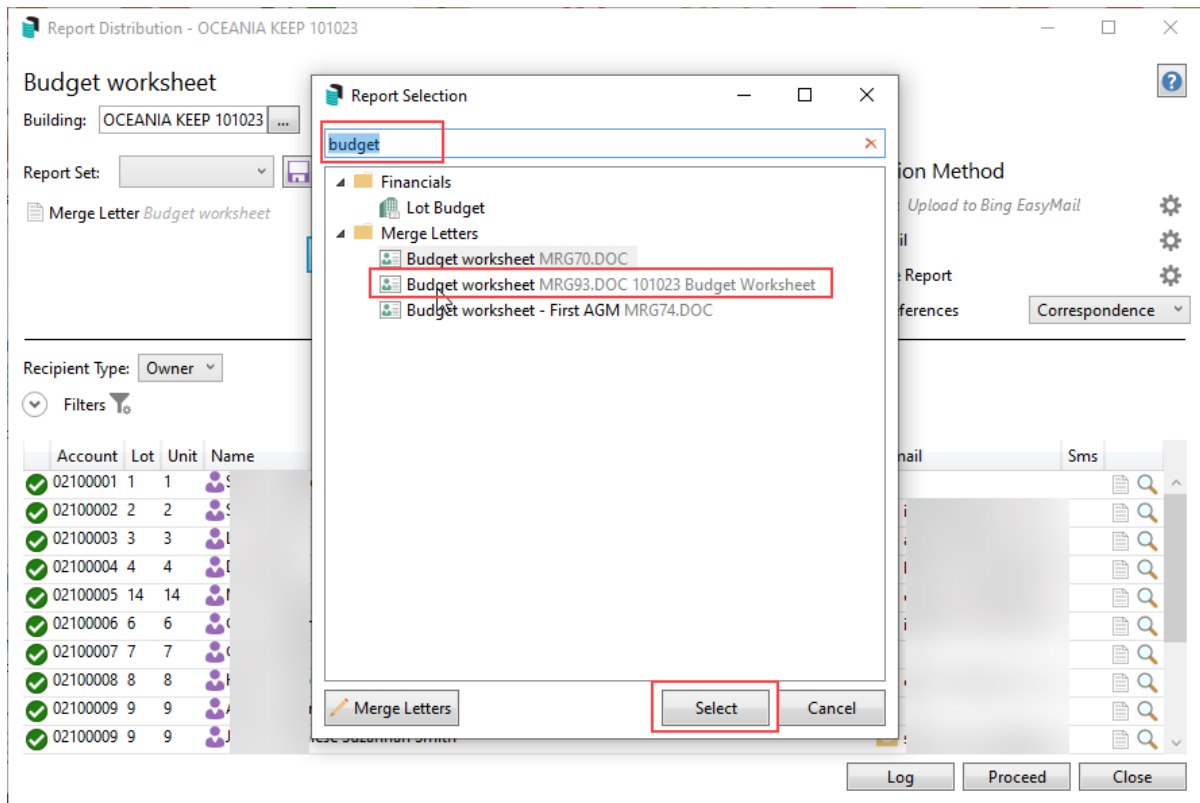 Report Distribution - OCEANIA KEEP 101023
Budget worksheet
Building: OCEANIA KEEP 101023 ...
Report Set:
Merge Letter Budget worksheet
ion Method
Upload to Bing EasyMail
il
Report
ferences Correspondence
Report Selection
budget
Financials
Lot Budget
Merge Letters
Budget worksheet MRG70.DOC
Budget worksheet MRG93.DOC 101023 Budget Worksheet
Budget worksheet - First AGM MRG74.DOC
Merge Letters Select Cancel
Recipient Type: Owner
Filters
Account Lot Unit Name nail Sms
02100001 1 1 S
02100002 2 2 S
02100003 3 3 L
02100004 4 4 D
02100005 14 14
02100006 6 6
02100007 7 7
02100008 8 8 H
02100009 9 9 A
02100009 9 9 J Suzannah Smith
Log Proceed Close